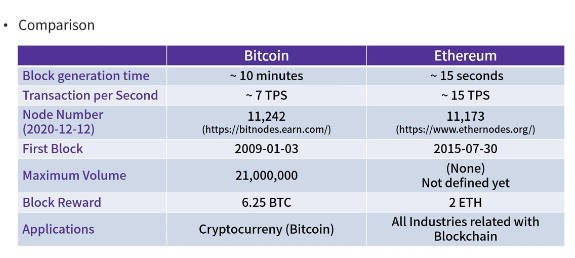 • Comparison
Bitcoin Ethereum
Block generation time ~ 10 minutes ~ 15 seconds
Transaction per Second ~ 7 TPS ~ 15 TPS
Node Number
(2020-12-12)
11,242
(https://bitnodes.earn.com/)
11,173
(https://www.ethernodes.org/)
First Block 2009-01-03 2015-07-30
Maximum Volume 21,000,000
(None)
Not defined yet
Block Reward 6.25 BTC 2 ETH
Applications Cryptocurreny (Bitcoin)
All Industries related with
Blockchain